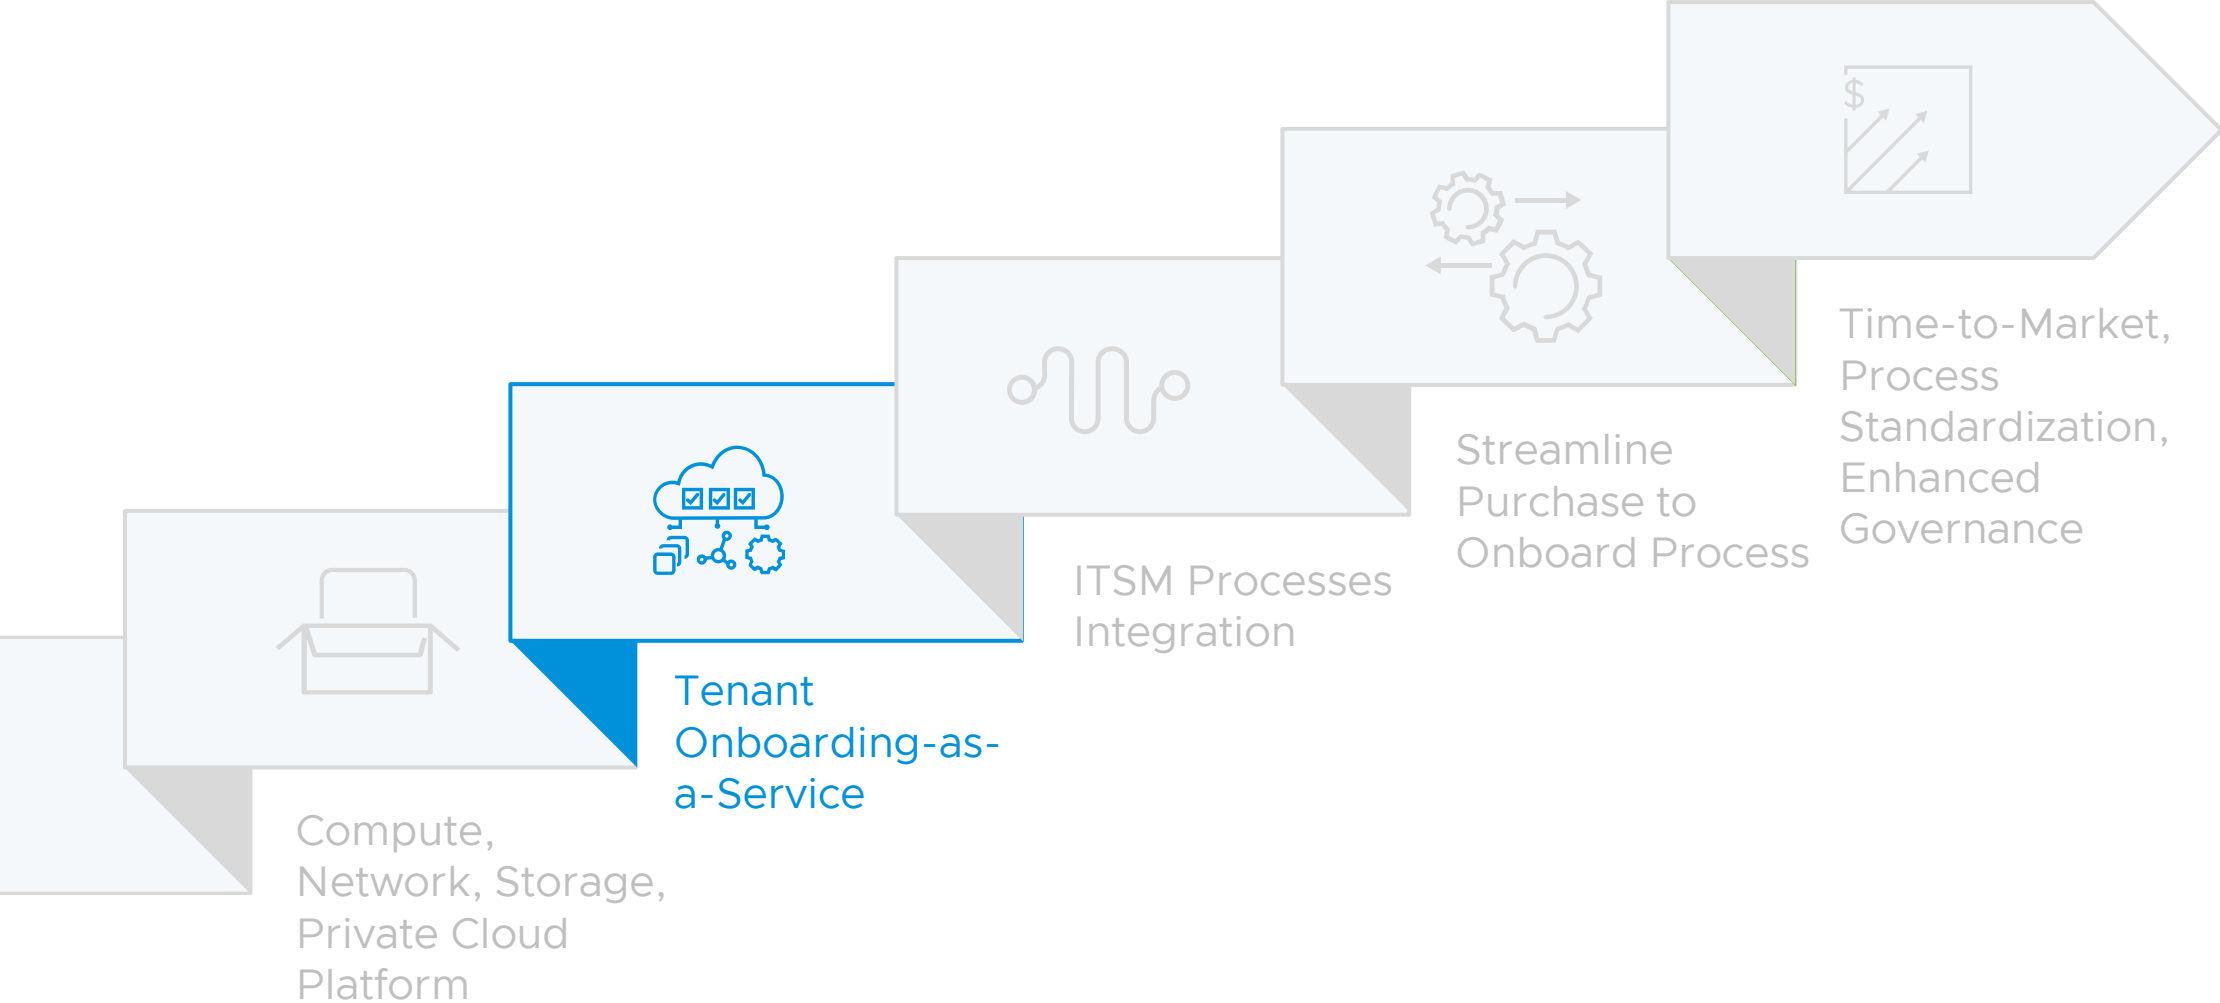 $
Time-to-Market,
Process
Standardization,
Enhanced
Governance
Streamline
Purchase to
Onboard Process
ITSM Processes
Integration
Tenant
Onboarding-as-
a-Service
Compute,
Network, Storage,
Private Cloud
Platform